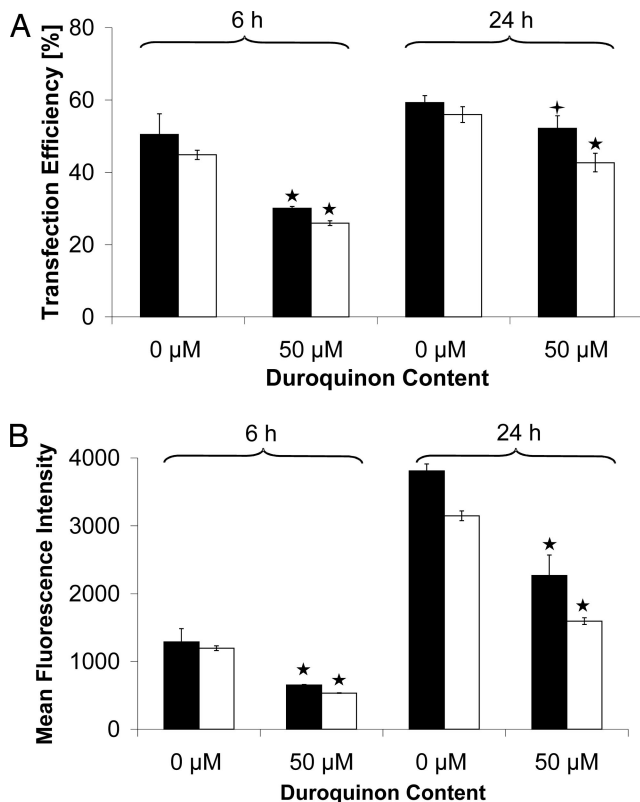 A
6 h
24 h
Transfection Efficiency [%]
80
60
40
20
0
0 µM
50 µM
0 µM
50 µM
Duroquinon Content
B
6 h
24 h
Mean Fluorescence Intensity
4000
3000
2000
1000
0
0 µM
50 µM
0 µM
50 µM
Duroquinon Content